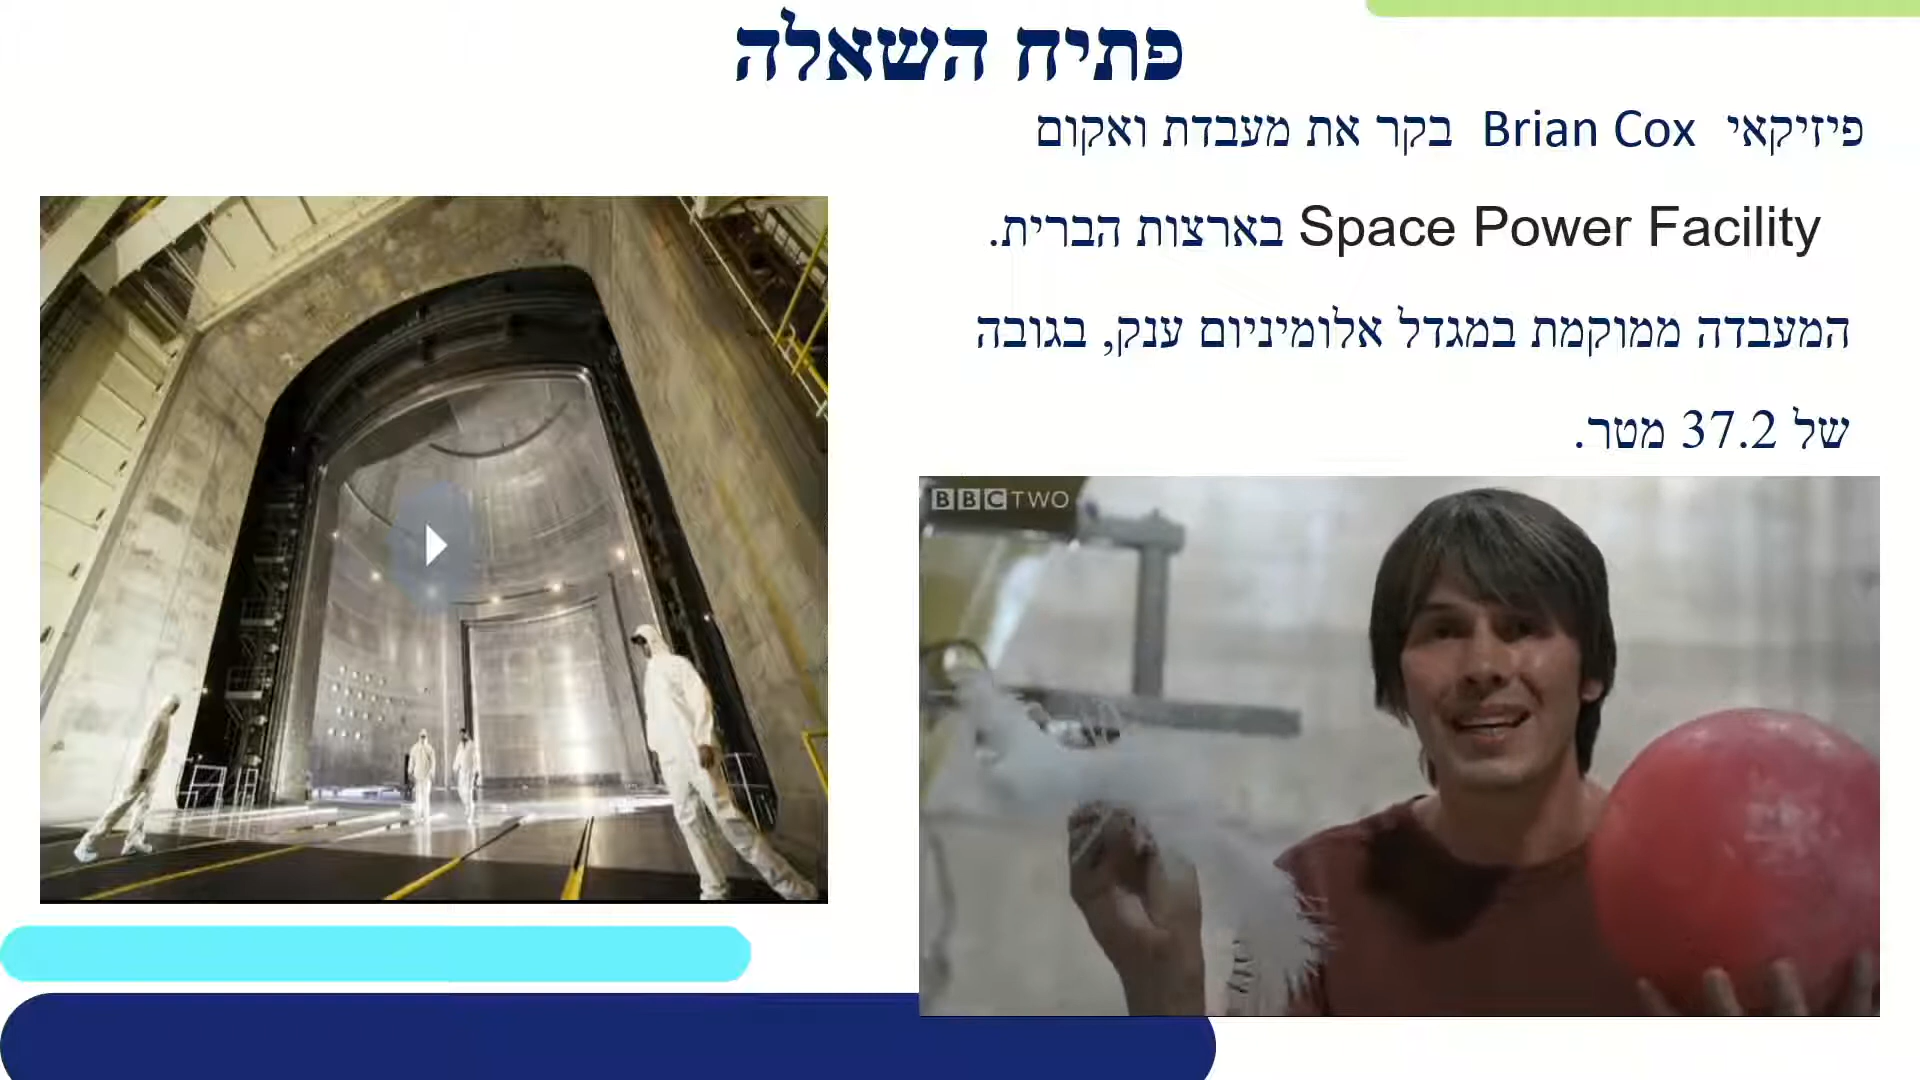 פתיח השאלה
פיזיקאי Brian Cox בקר את מעבדת ואקום
Space Power Facility בארצות הברית.
המעבדה ממוקמת במגדל אלומיניום ענק, בגובה
של 37.2 מטר.
BBC TWO